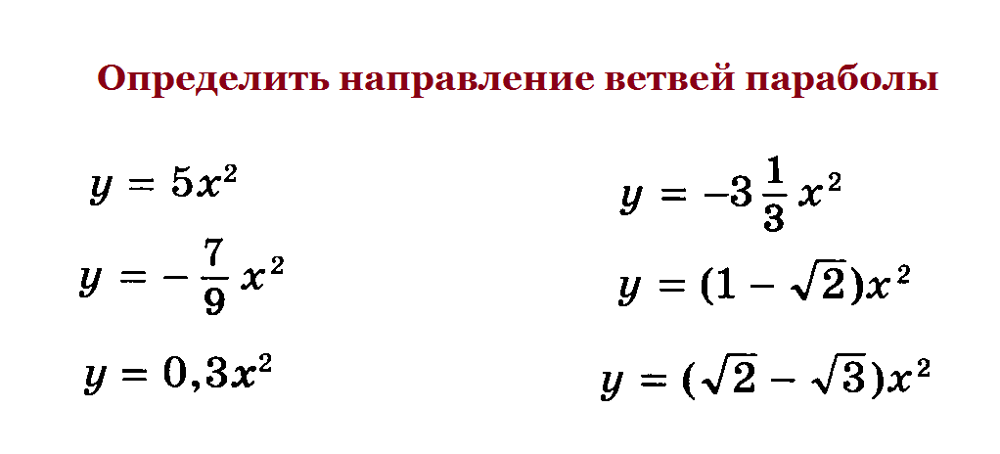 Определить направление ветвей параболы
y = 5x²
y = −7/9 x²
y = 0,3x²
y = −3 1/3 x²
y = (1 − √2)x²
y = (√2 − √3)x²